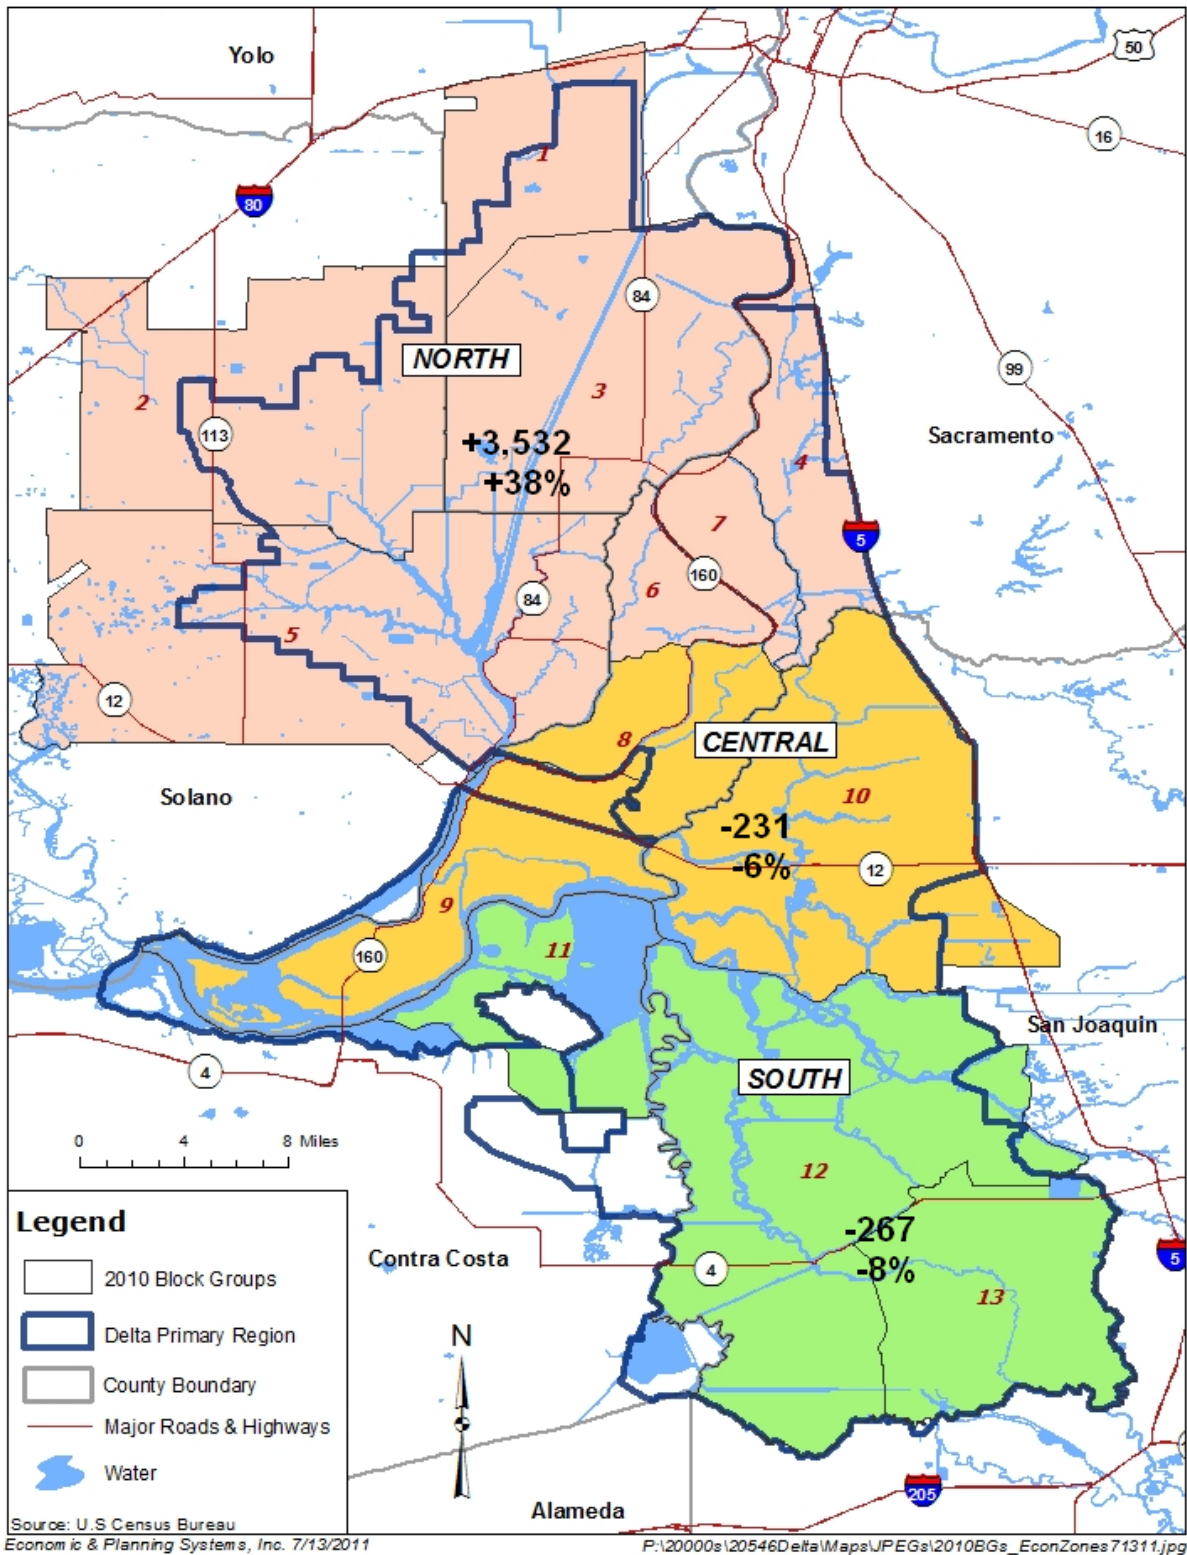 Yolo
50
16
1
80
84
NORTH
99
2
3
113
Sacramento
+3,532
+38%
4
7
5
160
6
84
5
12
8
CENTRAL
Solano
10
-231
-6%
12
9
160
11
San Joaquin
4
SOUTH
0 4 8 Miles
12
Legend
-267
-8%
Contra Costa
5
4
2010 Block Groups
13
Delta Primary Region
N
County Boundary
Major Roads & Highways
Water
205
Alameda
Source: U.S Census Bureau
Economic & Planning Systems, Inc. 7/13/2011
P:\20000s\20546Delta\Maps\JPEGs\2010BGs_EconZones71311.jpg